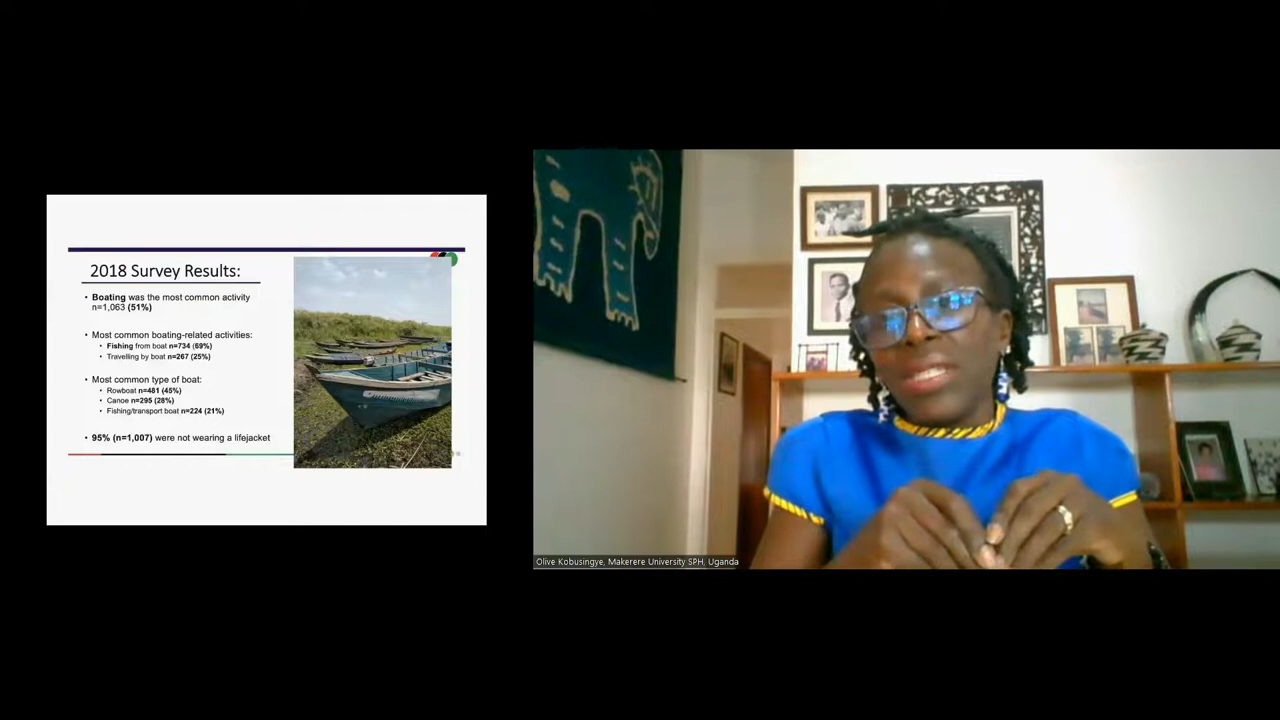 2018 Survey Results:
• Boating was the most common activity
n=1,063 (51%)
• Most common boating-related activities:
• Fishing from boat n=734 (69%)
• Travelling by boat n=267 (25%)
• Most common type of boat:
• Rowboat n=481 (45%)
• Canoe n=295 (28%)
• Fishing/transport boat n=224 (21%)
• 95% (n=1,007) were not wearing a lifejacket
Olive Kobusingye, Makerere University SPH, Uganda